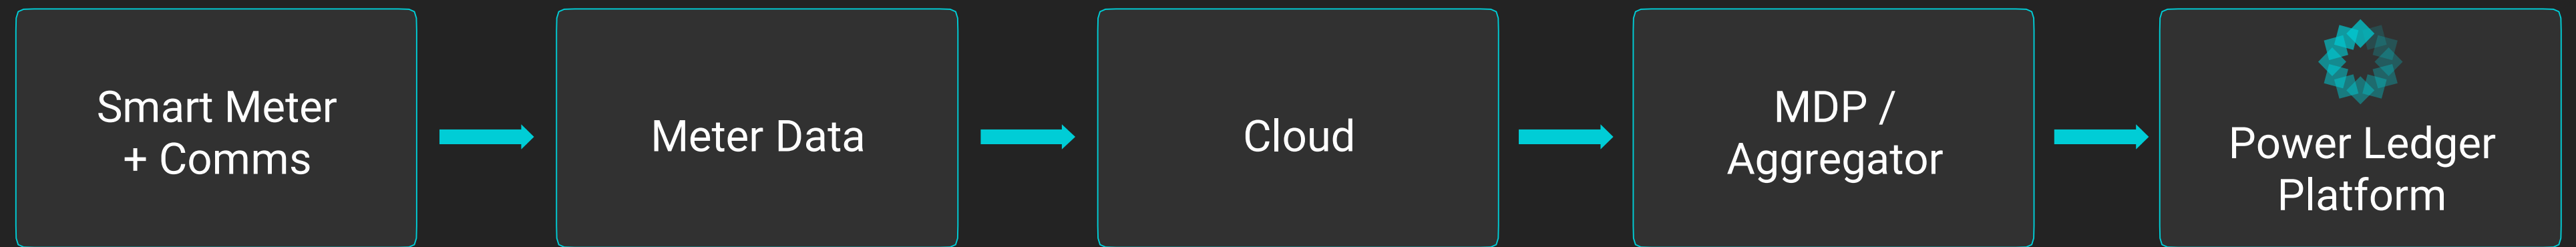 Smart Meter
+ Comms
Meter Data
Cloud
MDP /
Aggregator
Power Ledger
Platform